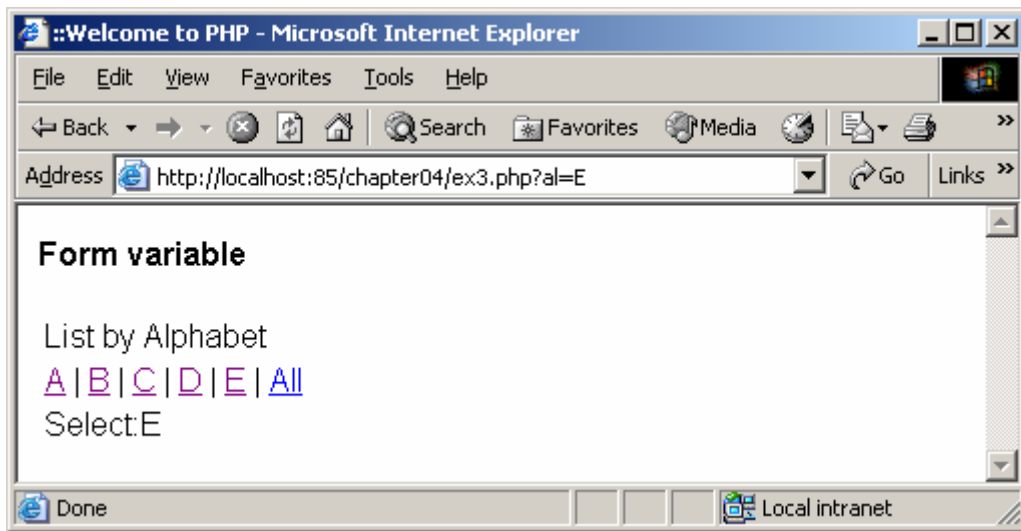 ::Welcome to PHP - Microsoft Internet Explorer
File Edit View Favorites Tools Help
Back Search Favorites Media »
Address http://localhost:85/chapter04/ex3.php?al=E Go Links »
Form variable
List by Alphabet
A | B | C | D | E | All
Select:E
Done Local intranet